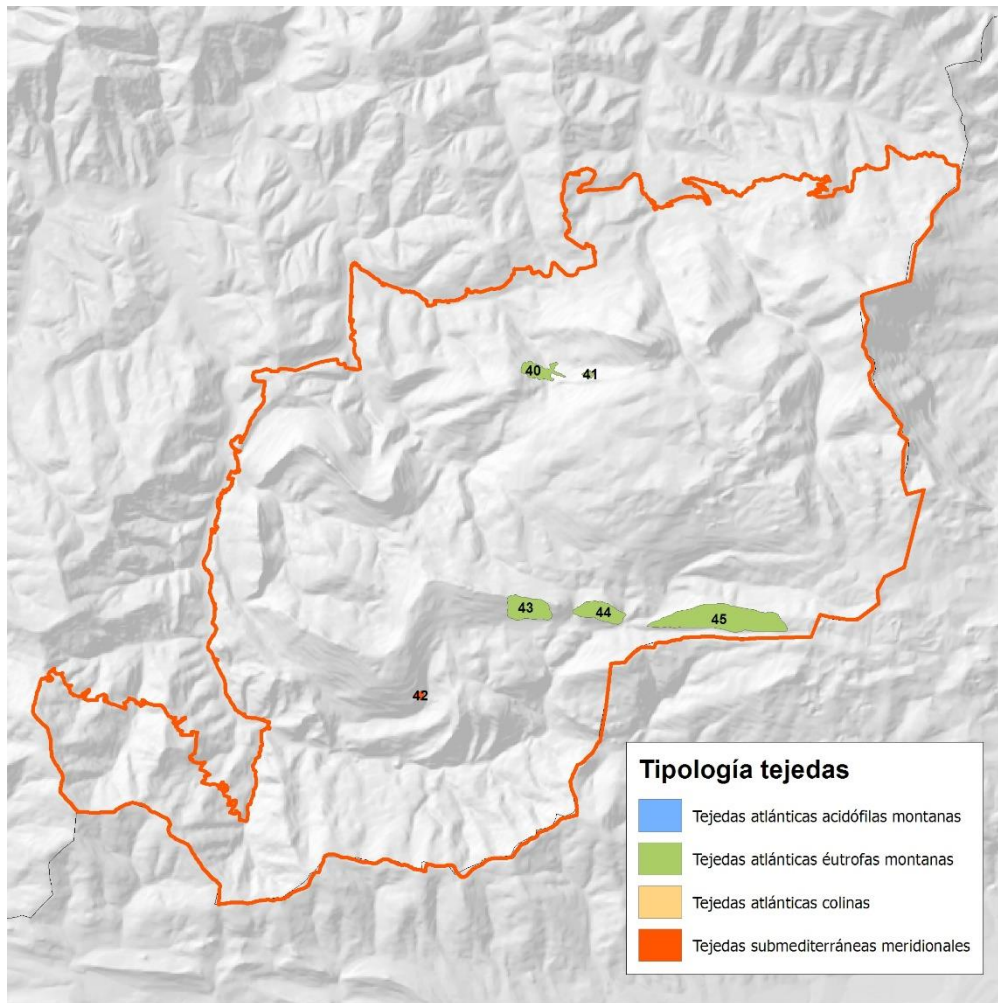 40
41
43
44
45
42
Tipología tejedas
Tejedas atlánticas acidófilas montanas
Tejedas atlánticas éutrofas montanas
Tejedas atlánticas colinas
Tejedas submediterráneas meridionales